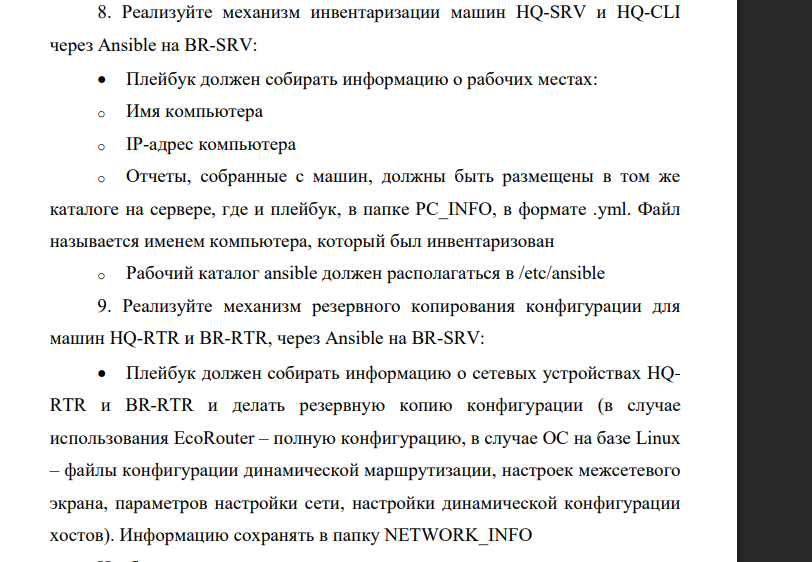 8. Реализуйте механизм инвентаризации машин HQ-SRV и HQ-CLI
через Ansible на BR-SRV:
• Плейбук должен собирать информацию о рабочих местах:
o Имя компьютера
o IP-адрес компьютера
o Отчеты, собранные с машин, должны быть размещены в том же
каталоге на сервере, где и плейбук, в папке PC_INFO, в формате .yml. Файл
называется именем компьютера, который был инвентаризован
o Рабочий каталог ansible должен располагаться в /etc/ansible
9. Реализуйте механизм резервного копирования конфигурации для
машин HQ-RTR и BR-RTR, через Ansible на BR-SRV:
• Плейбук должен собирать информацию о сетевых устройствах HQ-
RTR и BR-RTR и делать резервную копию конфигурации (в случае
использования EcoRouter – полную конфигурацию, в случае ОС на базе Linux
– файлы конфигурации динамической маршрутизации, настроек межсетевого
экрана, параметров настройки сети, настройки динамической конфигурации
хостов). Информацию сохранять в папку NETWORK_INFO